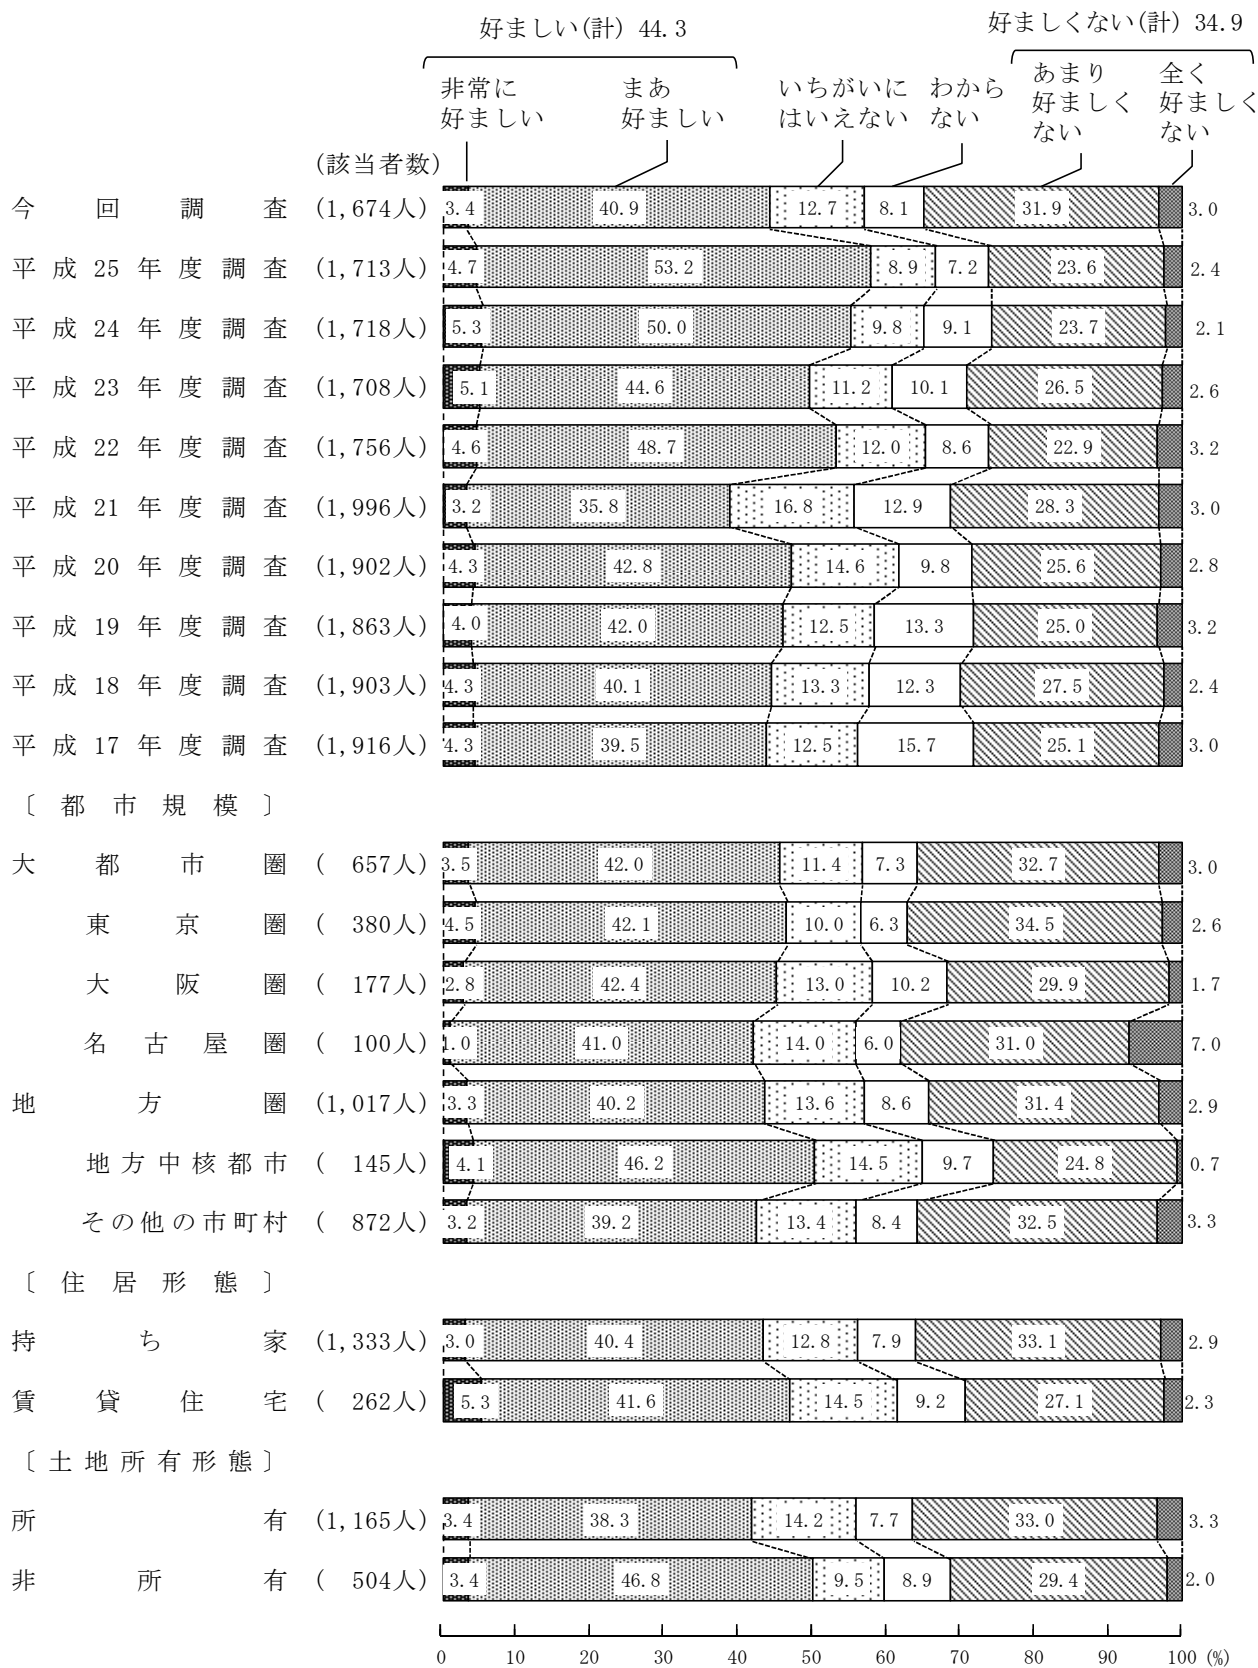 好ましい(計) 44.3
好ましくない(計) 34.9
非常に
好ましい
まあ
好ましい
いちがいに
はいえない
わから
ない
あまり
好ましく
ない
全く
好ましく
ない
(該当者数)
今回調査 (1,674人) 3.4 40.9 12.7 8.1 31.9 3.0
平成25年度調査 (1,713人) 4.7 53.2 8.9 7.2 23.6 2.4
平成24年度調査 (1,718人) 5.3 50.0 9.8 9.1 23.7 2.1
平成23年度調査 (1,708人) 5.1 44.6 11.2 10.1 26.5 2.6
平成22年度調査 (1,756人) 4.6 48.7 12.0 8.6 22.9 3.2
平成21年度調査 (1,996人) 3.2 35.8 16.8 12.9 28.3 3.0
平成20年度調査 (1,902人) 4.3 42.8 14.6 9.8 25.6 2.8
平成19年度調査 (1,863人) 4.0 42.0 12.5 13.3 25.0 3.2
平成18年度調査 (1,903人) 4.3 40.1 13.3 12.3 27.5 2.4
平成17年度調査 (1,916人) 4.3 39.5 12.5 15.7 25.1 3.0
〔都市規模〕
大都市圏 ( 657人) 3.5 42.0 11.4 7.3 32.7 3.0
東京圏 ( 380人) 4.5 42.1 10.0 6.3 34.5 2.6
大阪圏 ( 177人) 2.8 42.4 13.0 10.2 29.9 1.7
名古屋圏 ( 100人) 1.0 41.0 14.0 6.0 31.0 7.0
地方圏 (1,017人) 3.3 40.2 13.6 8.6 31.4 2.9
地方中核都市 ( 145人) 4.1 46.2 14.5 9.7 24.8 0.7
その他の市町村 ( 872人) 3.2 39.2 13.4 8.4 32.5 3.3
〔住居形態〕
持ち家 (1,333人) 3.0 40.4 12.8 7.9 33.1 2.9
賃貸住宅 ( 262人) 5.3 41.6 14.5 9.2 27.1 2.3
〔土地所有形態〕
所有 (1,165人) 3.4 38.3 14.2 7.7 33.0 3.3
非所有 ( 504人) 3.4 46.8 9.5 8.9 29.4 2.0
0 10 20 30 40 50 60 70 80 90 100 (%)